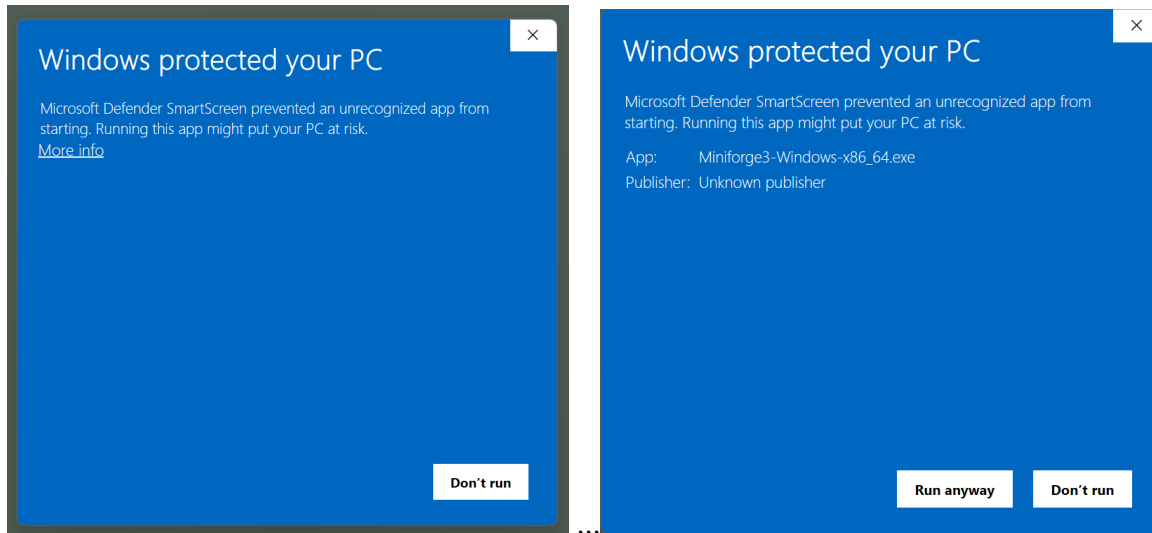 Windows protected your PC
Microsoft Defender SmartScreen prevented an unrecognized app from
starting. Running this app might put your PC at risk.
More info
Don't run
...
Windows protected your PC
Microsoft Defender SmartScreen prevented an unrecognized app from
starting. Running this app might put your PC at risk.
App: Miniforge3-Windows-x86_64.exe
Publisher: Unknown publisher
Run anyway Don't run